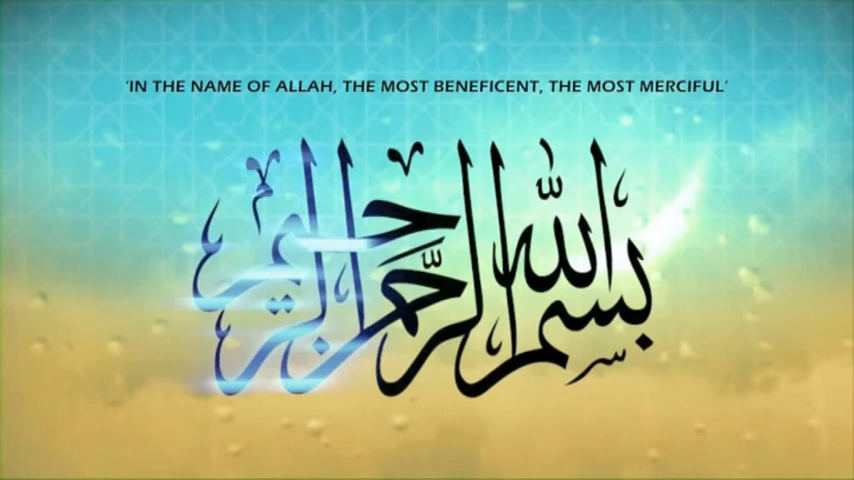 'IN THE NAME OF ALLAH, THE MOST BENEFICENT, THE MOST MERCIFUL'
بسم الله الرحمن الرحيم